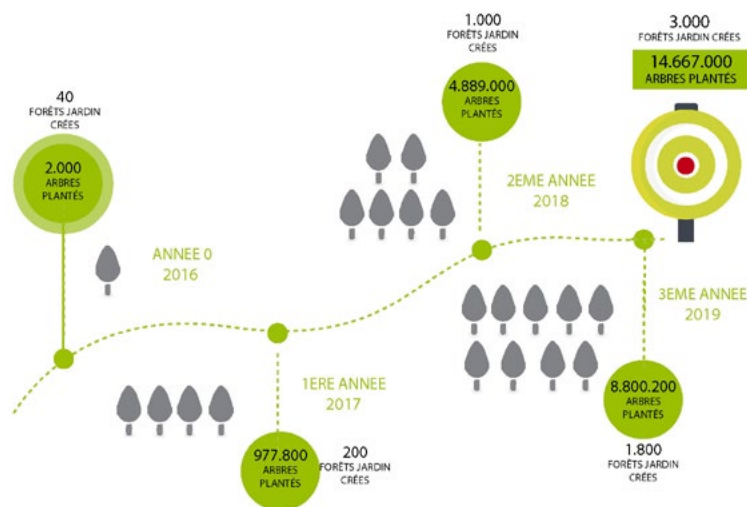 40
FORÊTS JARDIN
CRÉES
2.000
ARBRES
PLANTÉS
ANNEE 0
2016
1ERE ANNEE
2017
977.800
ARBRES
PLANTÉS
200
FORÊTS JARDIN
CRÉES
1.000
FORÊTS JARDIN CRÉES
4.889.000
ARBRES
PLANTÉS
2EME ANNEE
2018
3.000
FORÊTS JARDIN CRÉES
14.667.000
ARBRES PLANTÉS
3EME ANNEE
2019
8.800.200
ARBRES
PLANTÉS
1.800
FORÊTS JARDIN
CRÉES